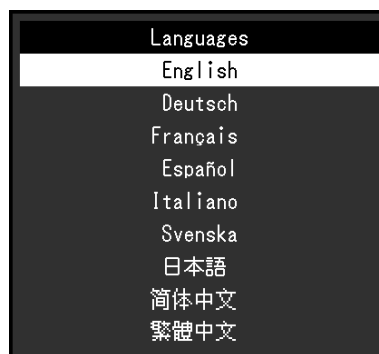 Languages
English
Deutsch
Français
Español
Italiano
Svenska
日本語
简体中文
繁體中文